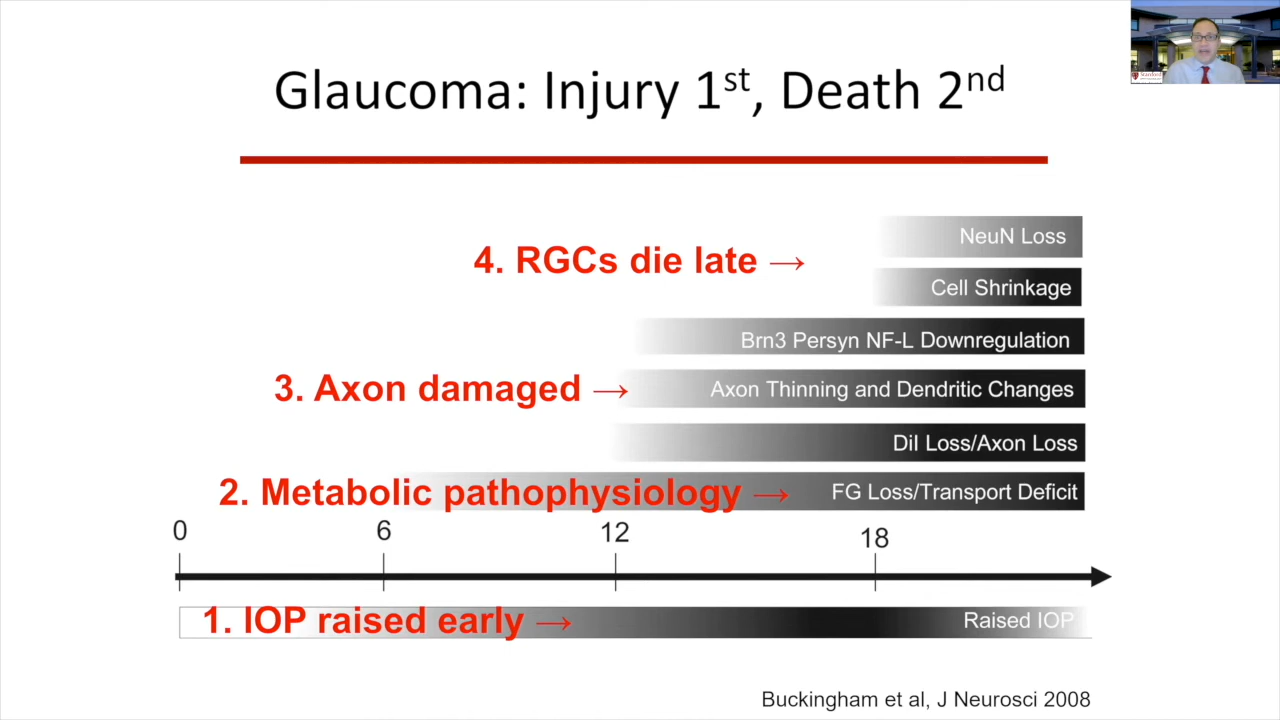 Glaucoma: Injury 1st, Death 2nd
Stanford
NeuN Loss
4. RGCs die late →
Cell Shrinkage
Brn3 Persyn NF-L Downregulation
3. Axon damaged →
Axon Thinning and Dendritic Changes
DiI Loss/Axon Loss
2. Metabolic pathophysiology →
FG Loss/Transport Deficit
0 6 12 18
1. IOP raised early →
Raised IOP
Buckingham et al, J Neurosci 2008